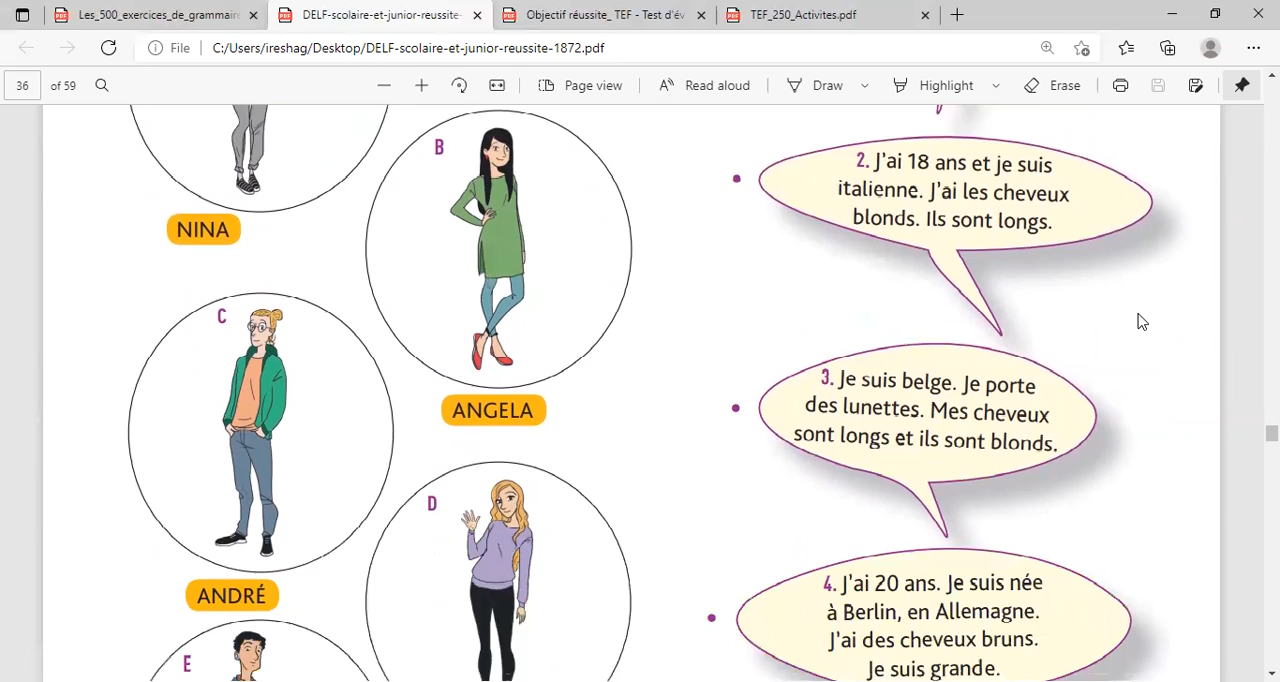 Les_500_exercices_de_grammaire
DELF-scolaire-et-junior-reussite-
Objectif réussite_ TEF - Test d'év
TEF_250_Activites.pdf
File
C:/Users/ireshag/Desktop/DELF-scolaire-et-junior-reussite-1872.pdf
36
of 59
Page view
Read aloud
Draw
Highlight
Erase
NINA
B
ANGELA
C
ANDRÉ
D
E
2. J'ai 18 ans et je suis
italienne. J'ai les cheveux
blonds. Ils sont longs.
3. Je suis belge. Je porte
des lunettes. Mes cheveux
sont longs et ils sont blonds.
4. J'ai 20 ans. Je suis née
à Berlin, en Allemagne.
J'ai des cheveux bruns.
Je suis grande.